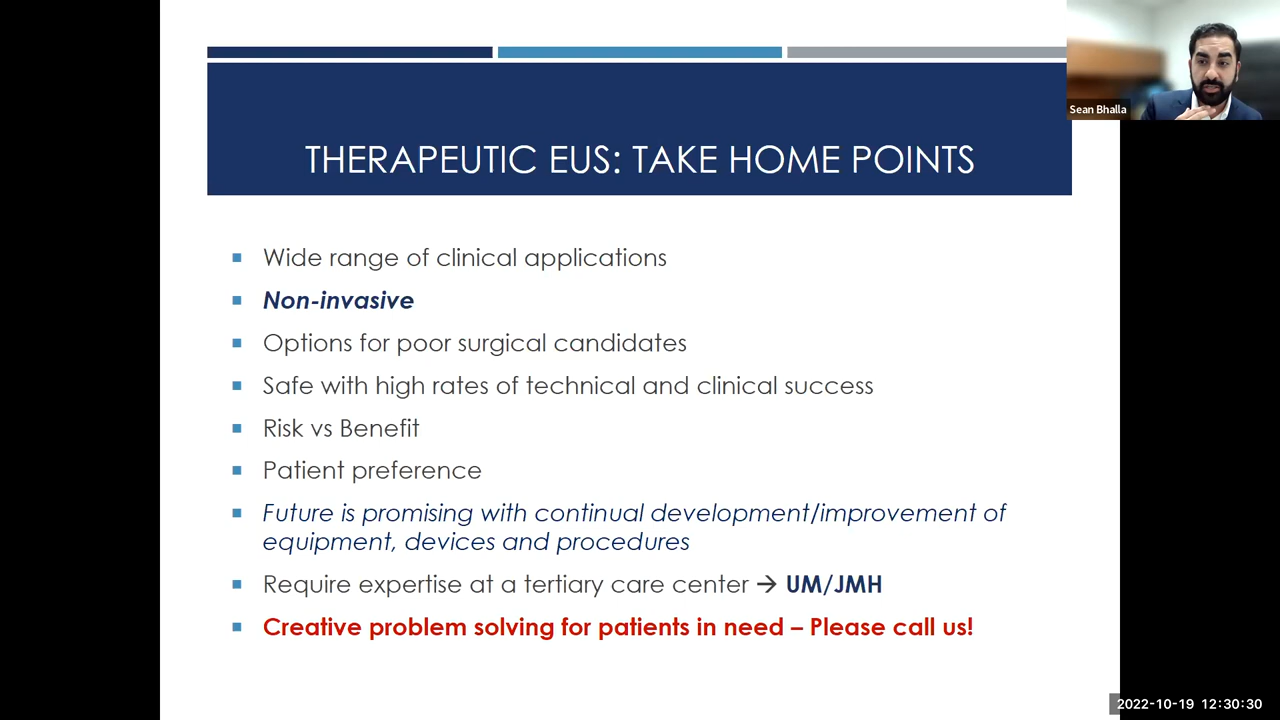 Sean Bhalla
THERAPEUTIC EUS: TAKE HOME POINTS
Wide range of clinical applications
Non-invasive
Options for poor surgical candidates
Safe with high rates of technical and clinical success
Risk vs Benefit
Patient preference
Future is promising with continual development/improvement of
equipment, devices and procedures
Require expertise at a tertiary care center → UM/JMH
Creative problem solving for patients in need – Please call us!
2022-10-19 12:30:30